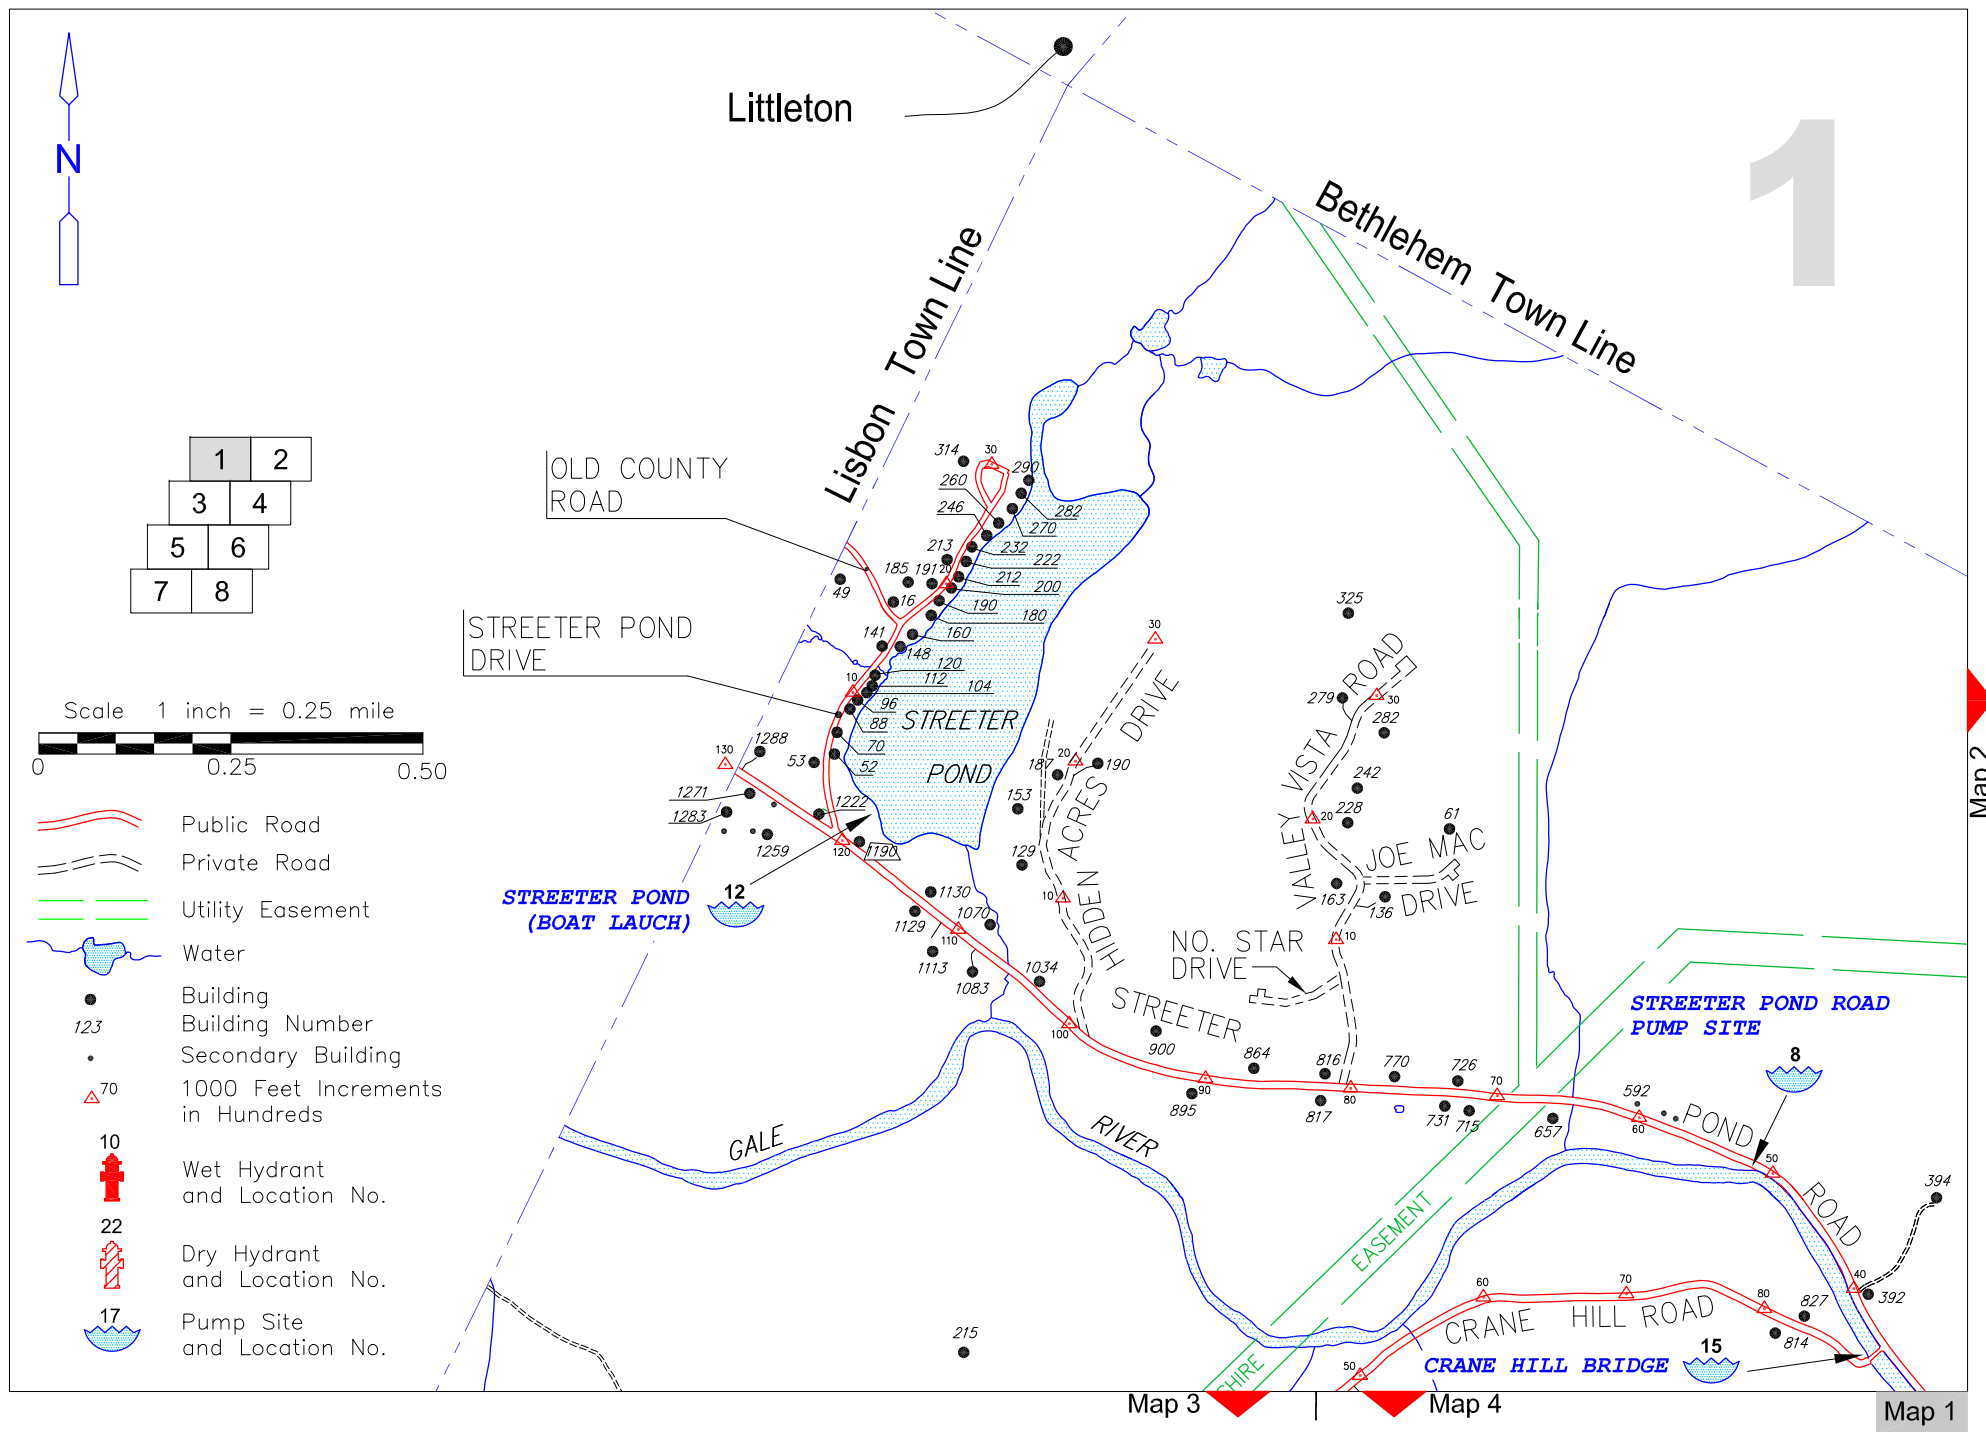 Littleton
N
1
Bethlehem Town Line
Lisbon Town Line
1 2
3 4
5 6
7 8
OLD COUNTY
ROAD
STREETER POND
DRIVE
Scale 1 inch = 0.25 mile
0 0.25 0.50
Public Road
Private Road
Utility Easement
Water
Building
123 Building Number
Secondary Building
70 1000 Feet Increments
in Hundreds
10
Wet Hydrant
and Location No.
22
Dry Hydrant
and Location No.
17
Pump Site
and Location No.
314
30
290
260
246
282
270
213
232
222
185
191
20
212
200
49
16
190
180
141
160
148
120
10
112
104
96
88
70
52
53
STREETER
POND
130
1288
1271
1283
1259
1222
120
1190
STREETER POND
(BOAT LAUCH)
12
1130
1129
1070
110
1113
1083
1034
100
30
HIDDEN ACRES DRIVE
20
187
190
153
129
10
325
VALLEY VISTA ROAD
279
30
282
242
228
20
61
JOE MAC
DRIVE
163
136
10
NO. STAR
DRIVE
STREETER
POND
ROAD
900
864
816
770
726
70
90
895
817
80
731
715
657
592
60
50
STREETER POND ROAD
PUMP SITE
8
394
40
392
GALE
RIVER
EASEMENT
SHIRE
215
60
70
80
827
814
CRANE HILL ROAD
50
CRANE HILL BRIDGE
15
Map 2
Map 3
Map 4
Map 1